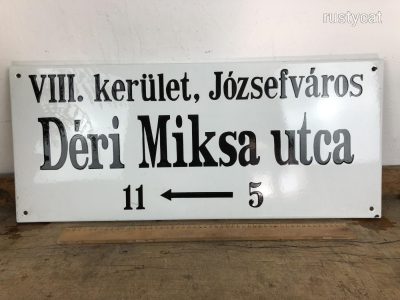 rustycat
VIII. kerület, Józsefváros
Déri Miksa utca
11 ← 5